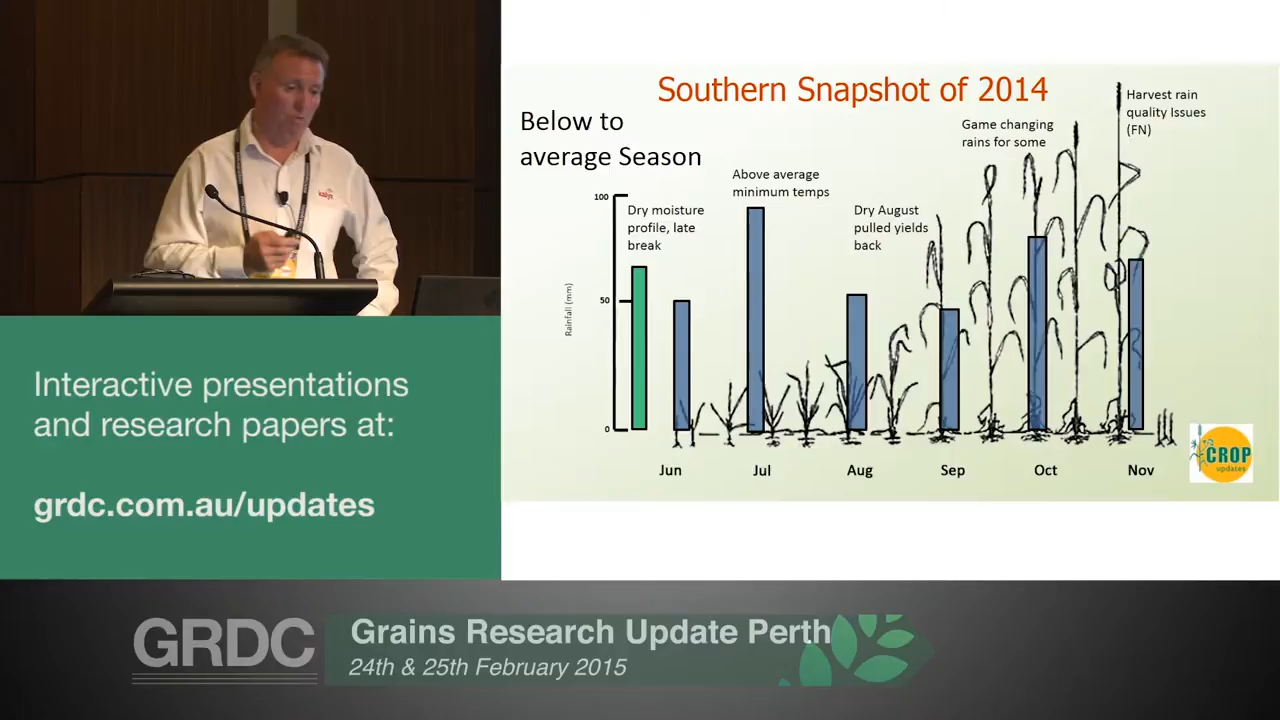 Southern Snapshot of 2014
Below to
average Season
Harvest rain
quality Issues
(FN)
Game changing
rains for some
Above average
minimum temps
Dry moisture
profile, late
break
Dry August
pulled yields
back
100
50
0
Rainfall (mm)
Jun
Jul
Aug
Sep
Oct
Nov
CROP
updates
Interactive presentations
and research papers at:
grdc.com.au/updates
GRDC
Grains Research Update Perth
24th & 25th February 2015